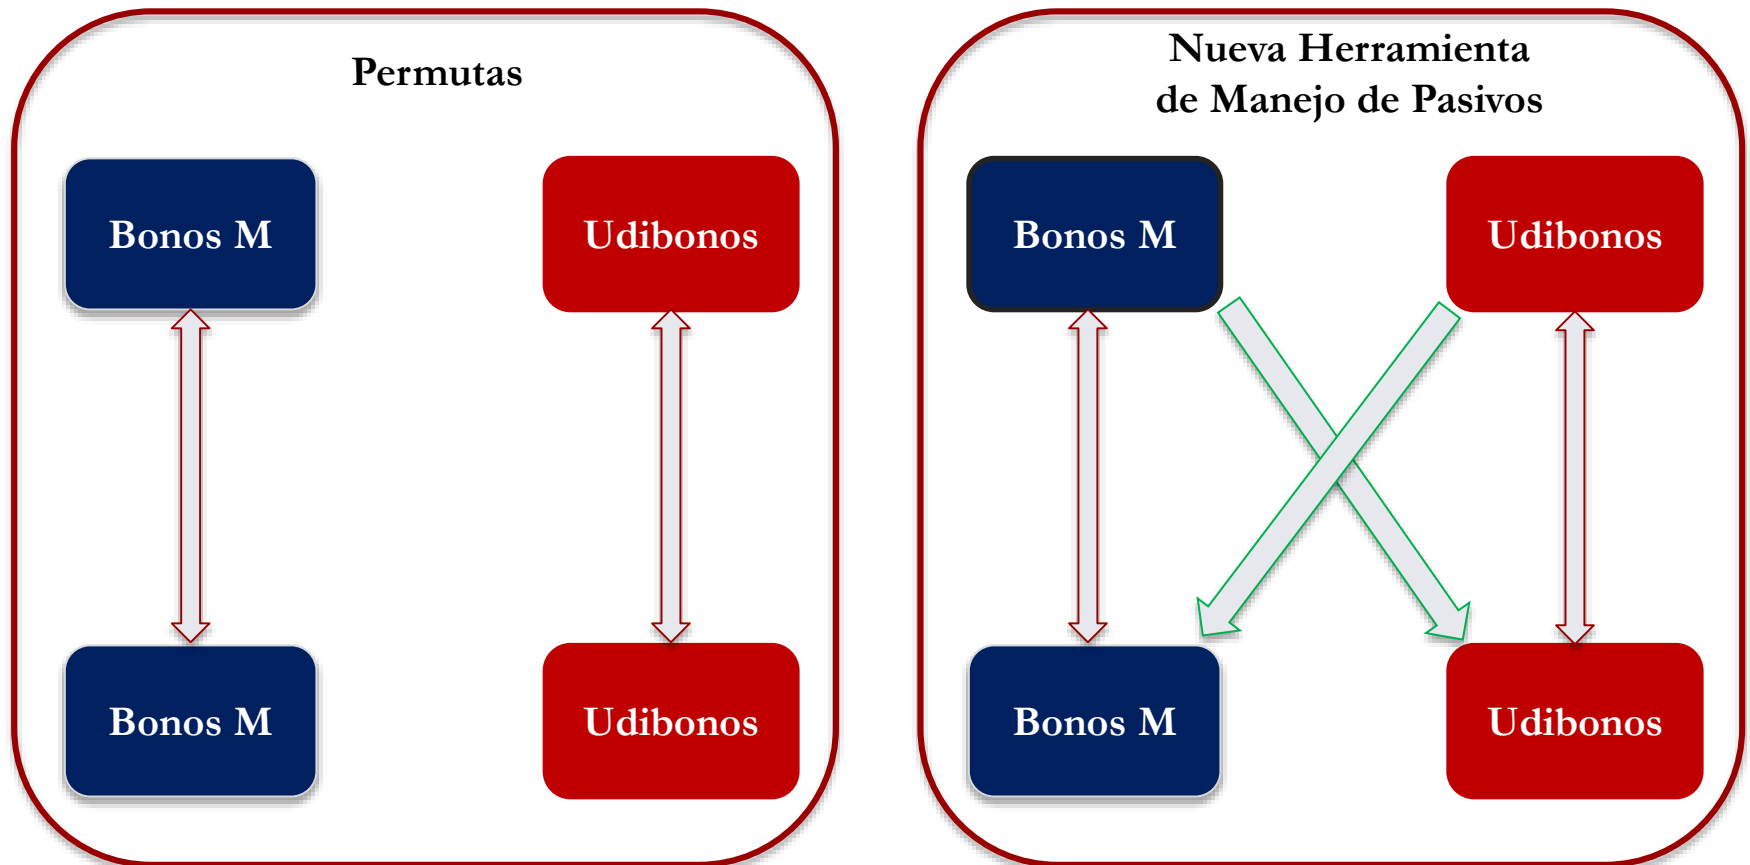 Permutas
Bonos M
Udibonos
Bonos M
Udibonos
Nueva Herramienta
de Manejo de Pasivos
Bonos M
Udibonos
Bonos M
Udibonos